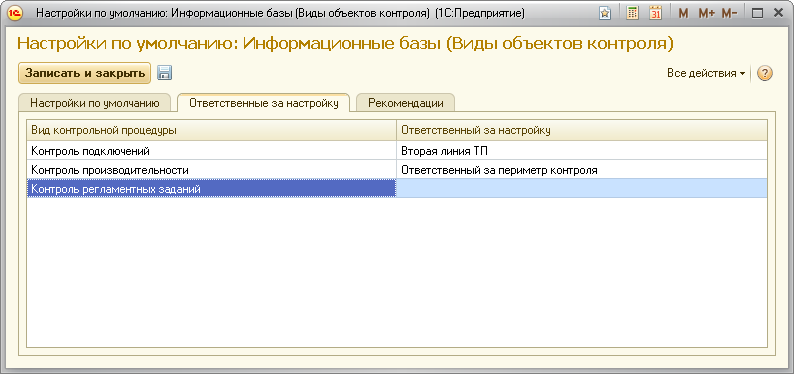 Настройки по умолчанию: Информационные базы (Виды объектов контроля) (1С:Предприятие)
31 M M+ M-
Настройки по умолчанию: Информационные базы (Виды объектов контроля)
Записать и закрыть
Все действия
?
Настройки по умолчанию Ответственные за настройку Рекомендации
Вид контрольной процедуры Ответственный за настройку
Контроль подключений Вторая линия ТП
Контроль производительности Ответственный за периметр контроля
Контроль регламентных заданий